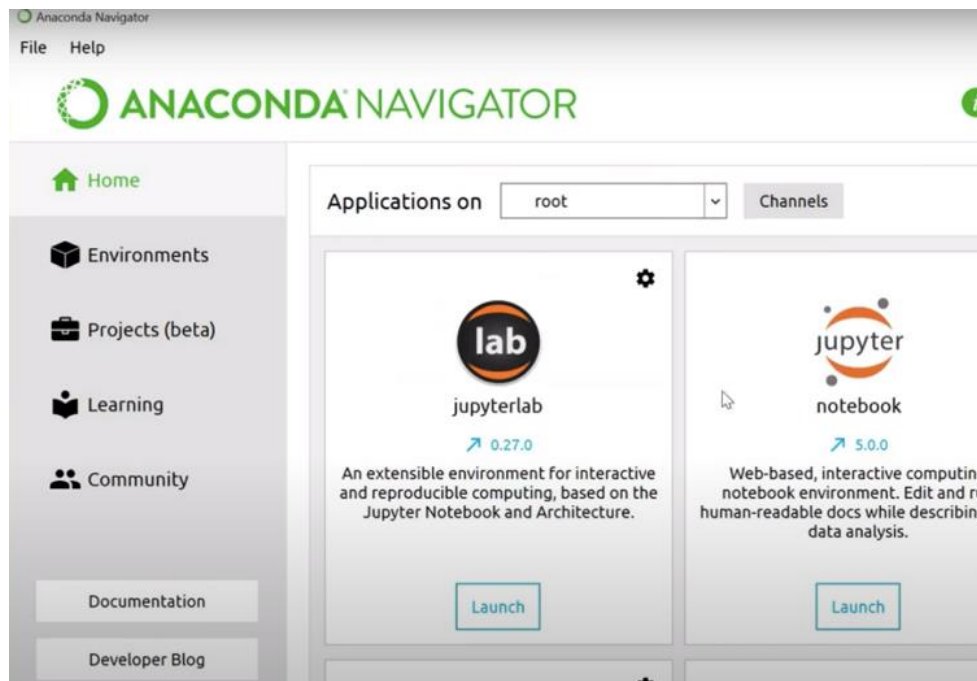 Anaconda Navigator
File Help
ANACONDA NAVIGATOR
Home
Applications on root Channels
Environments
Projects (beta)
Learning
Community
Documentation
Developer Blog
lab
jupyterlab
0.27.0
An extensible environment for interactive
and reproducible computing, based on the
Jupyter Notebook and Architecture.
Launch
jupyter
notebook
5.0.0
Web-based, interactive
notebook environment. Edit and
human-readable docs while
data analysis.
Launch